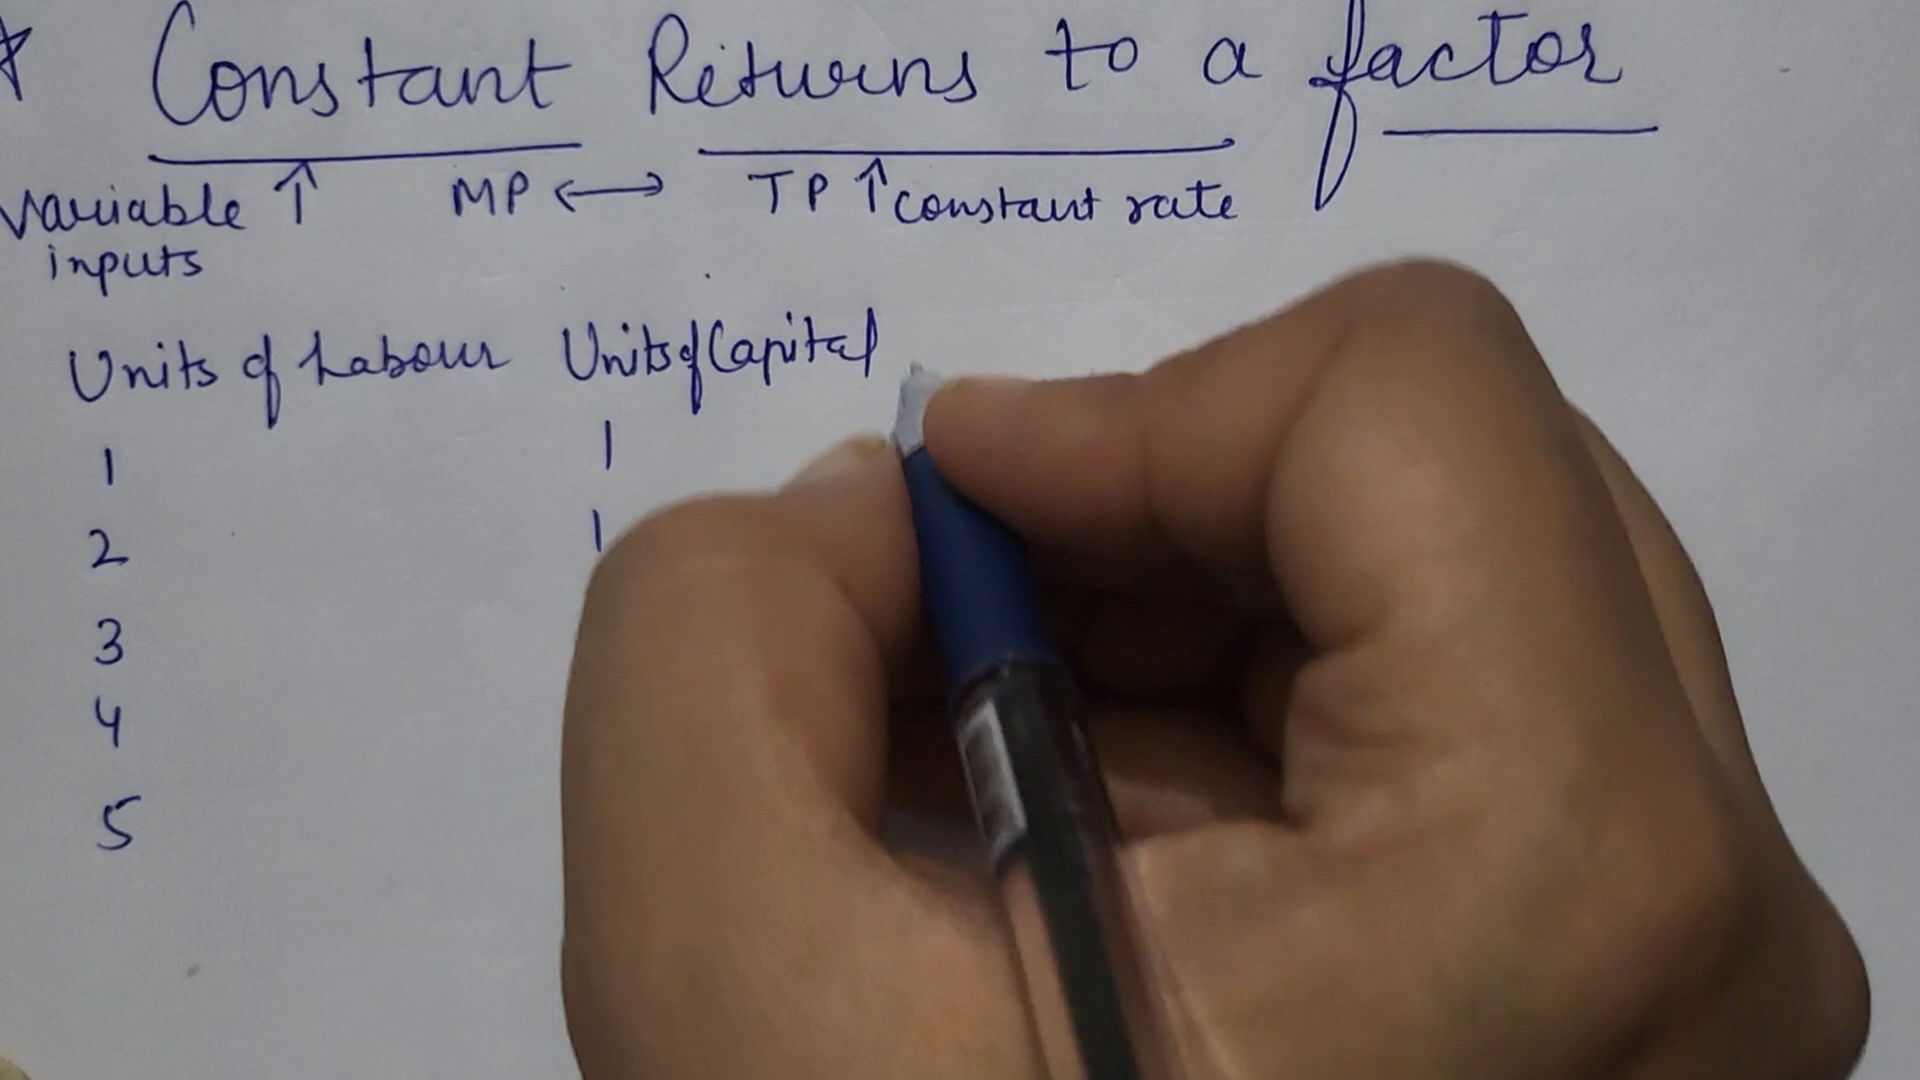 * Constant Returns to a factor
variable ↑ MP ↔ TP ↑ constant rate
inputs
Units of Labour Units of Capital
1 1
2 1
3
4
5